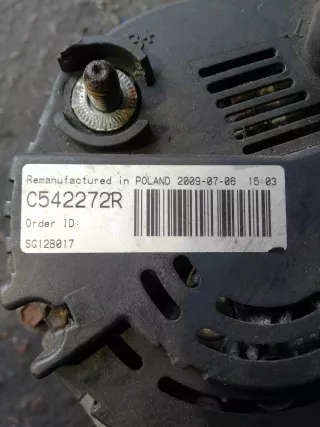 Remanufactured in POLAND 2009-07-06 15:03
C542272R
Order ID:
SG12B017